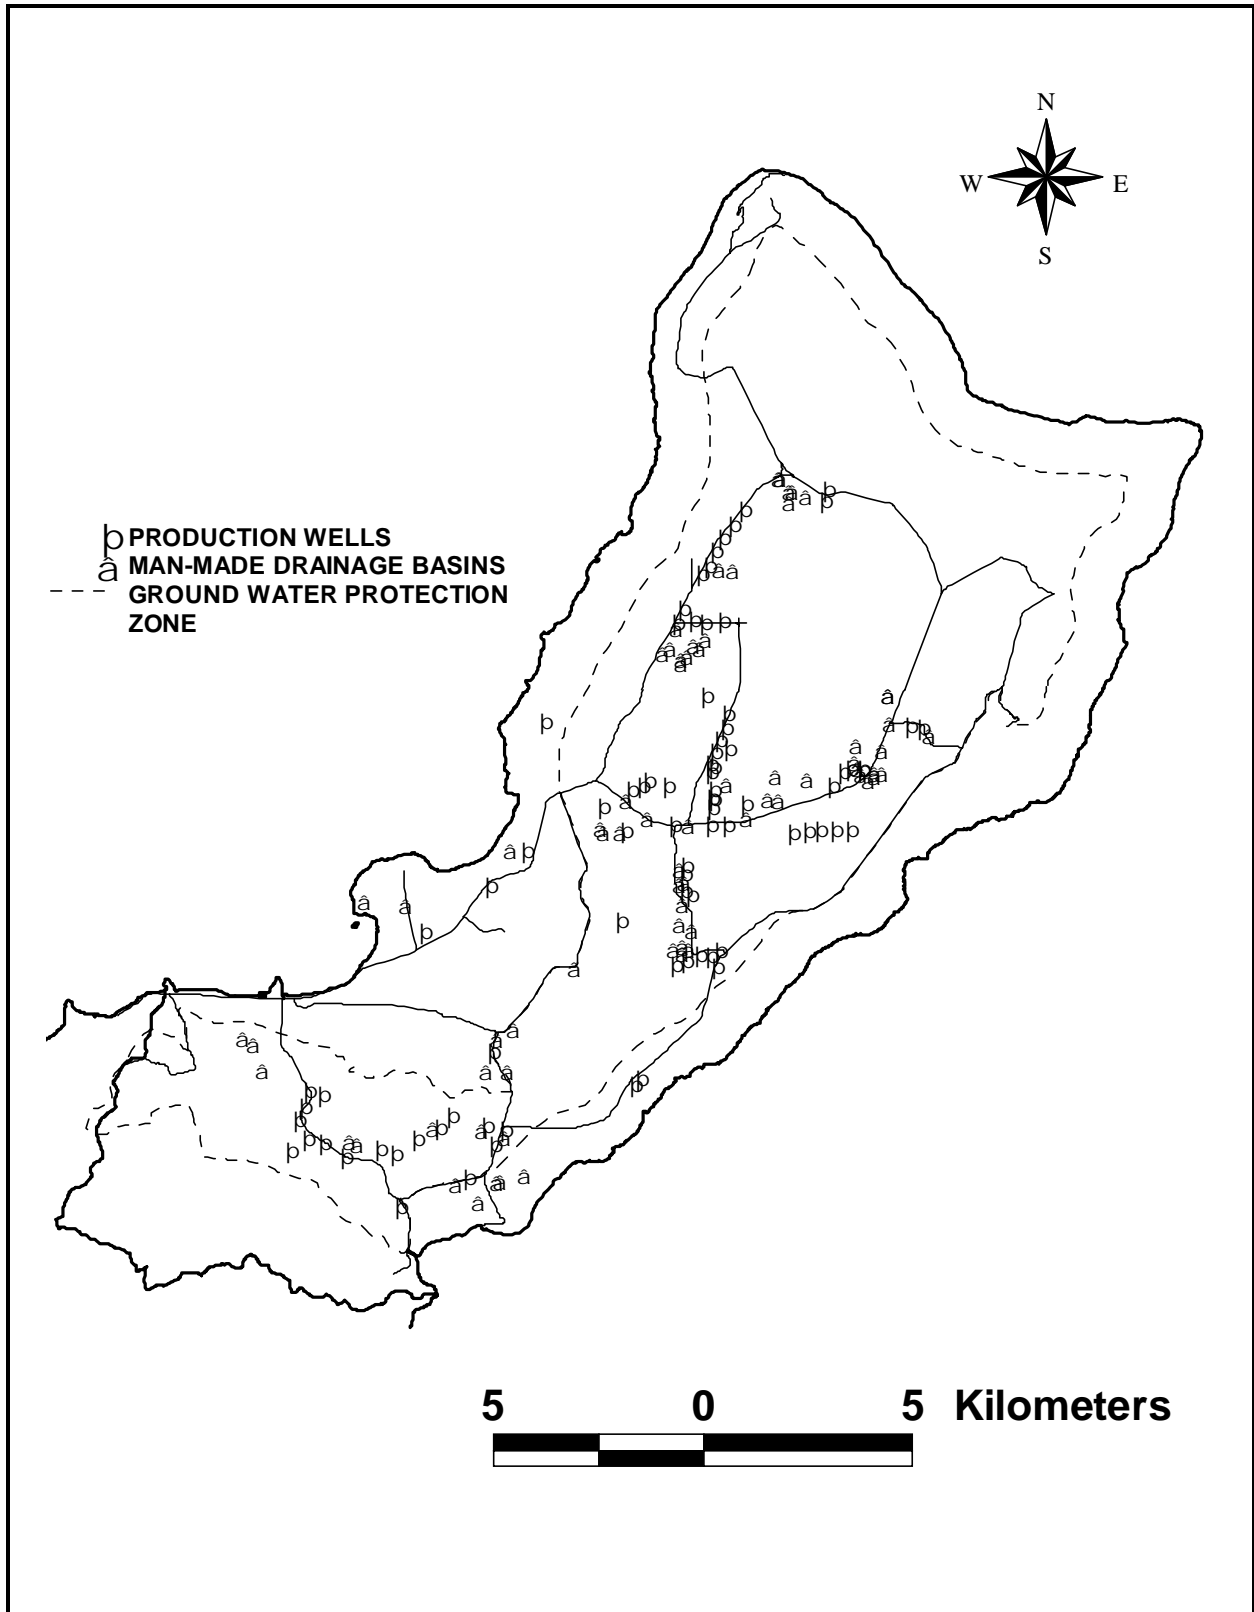 N
W E
S
þ PRODUCTION WELLS
â MAN-MADE DRAINAGE BASINS
GROUND WATER PROTECTION
ZONE
5 0 5 Kilometers